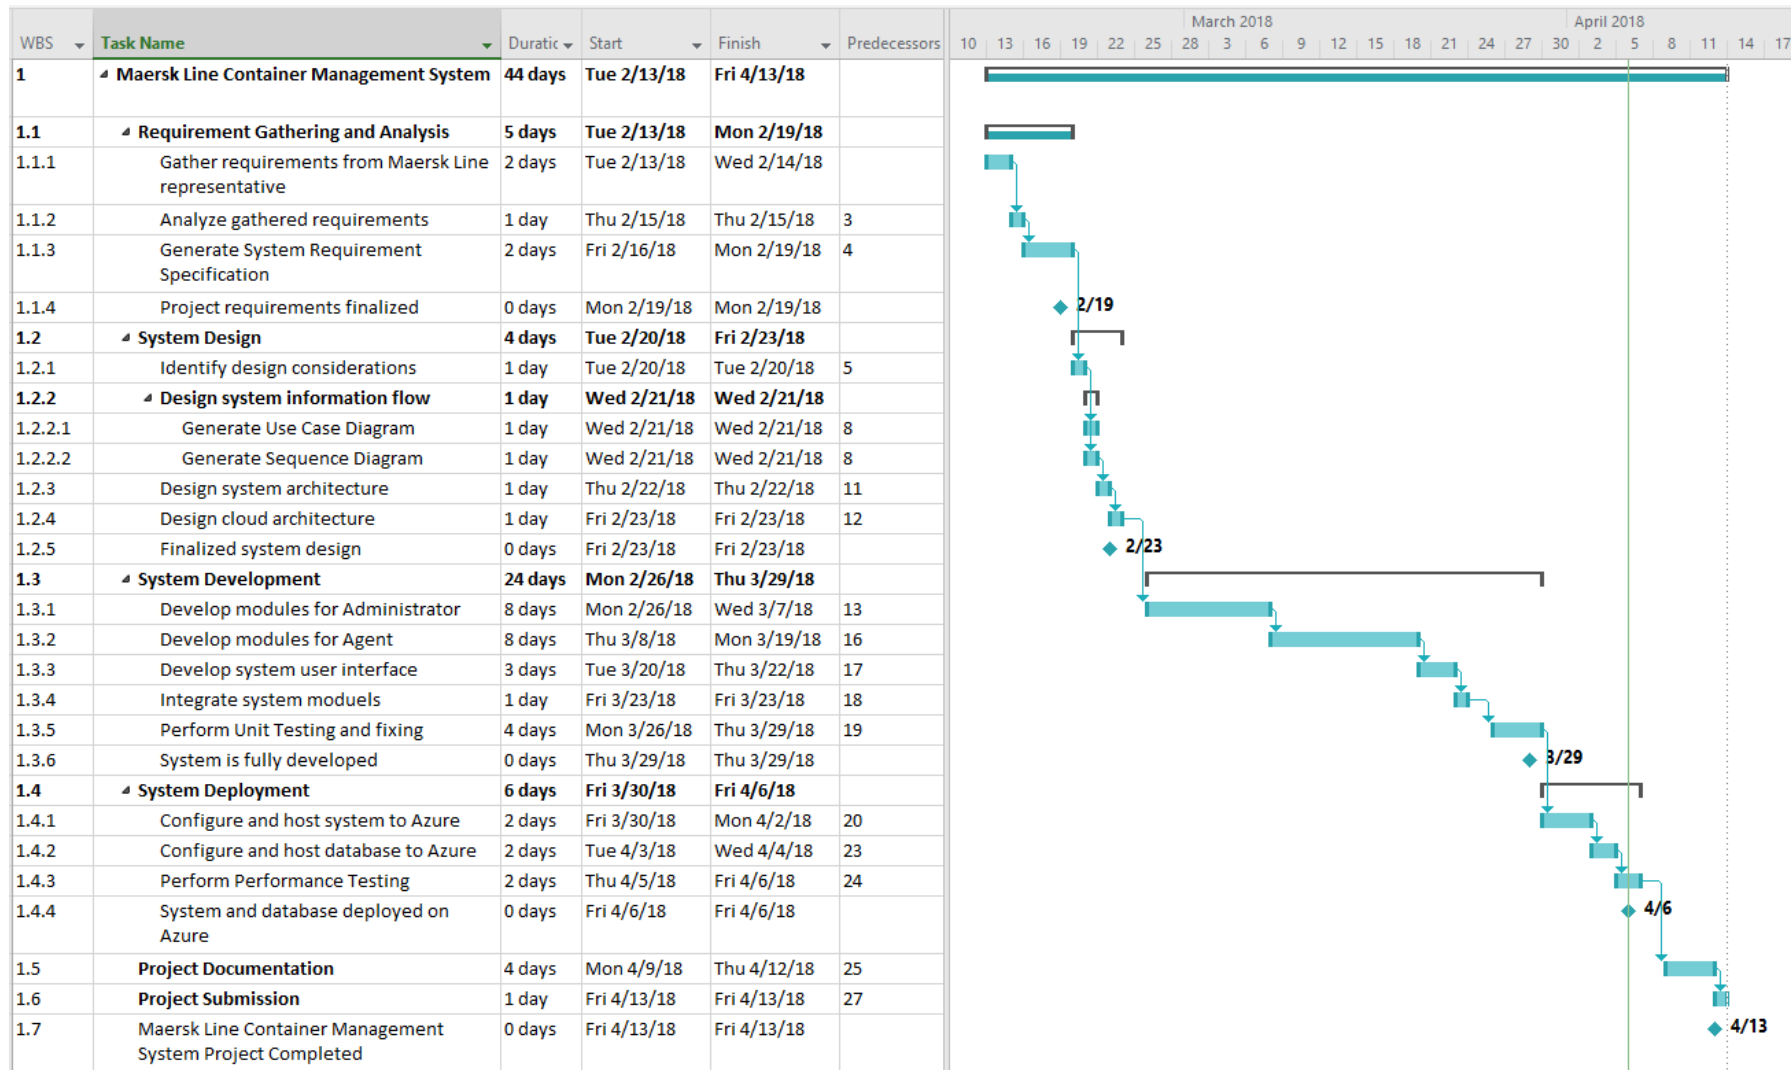 March 2018 April 2018
WBS Task Name Duratic Start Finish Predecessors 10 13 16 19 22 25 28 3 6 9 12 15 18 21 24 27 30 2 5 8 11 14 17
1 Maersk Line Container Management System 44 days Tue 2/13/18 Fri 4/13/18
1.1 Requirement Gathering and Analysis 5 days Tue 2/13/18 Mon 2/19/18
1.1.1 Gather requirements from Maersk Line 2 days Tue 2/13/18 Wed 2/14/18
representative
1.1.2 Analyze gathered requirements 1 day Thu 2/15/18 Thu 2/15/18 3
1.1.3 Generate System Requirement 2 days Fri 2/16/18 Mon 2/19/18 4
Specification
1.1.4 Project requirements finalized 0 days Mon 2/19/18 Mon 2/19/18 2/19
1.2 System Design 4 days Tue 2/20/18 Fri 2/23/18
1.2.1 Identify design considerations 1 day Tue 2/20/18 Tue 2/20/18 5
1.2.2 Design system information flow 1 day Wed 2/21/18 Wed 2/21/18
1.2.2.1 Generate Use Case Diagram 1 day Wed 2/21/18 Wed 2/21/18 8
1.2.2.2 Generate Sequence Diagram 1 day Wed 2/21/18 Wed 2/21/18 8
1.2.3 Design system architecture 1 day Thu 2/22/18 Thu 2/22/18 11
1.2.4 Design cloud architecture 1 day Fri 2/23/18 Fri 2/23/18 12
1.2.5 Finalized system design 0 days Fri 2/23/18 Fri 2/23/18 2/23
1.3 System Development 24 days Mon 2/26/18 Thu 3/29/18
1.3.1 Develop modules for Administrator 8 days Mon 2/26/18 Wed 3/7/18 13
1.3.2 Develop modules for Agent 8 days Thu 3/8/18 Mon 3/19/18 16
1.3.3 Develop system user interface 3 days Tue 3/20/18 Thu 3/22/18 17
1.3.4 Integrate system moduels 1 day Fri 3/23/18 Fri 3/23/18 18
1.3.5 Perform Unit Testing and fixing 4 days Mon 3/26/18 Thu 3/29/18 19
1.3.6 System is fully developed 0 days Thu 3/29/18 Thu 3/29/18 3/29
1.4 System Deployment 6 days Fri 3/30/18 Fri 4/6/18
1.4.1 Configure and host system to Azure 2 days Fri 3/30/18 Mon 4/2/18 20
1.4.2 Configure and host database to Azure 2 days Tue 4/3/18 Wed 4/4/18 23
1.4.3 Perform Performance Testing 2 days Thu 4/5/18 Fri 4/6/18 24
1.4.4 System and database deployed on 0 days Fri 4/6/18 Fri 4/6/18 4/6
Azure
1.5 Project Documentation 4 days Mon 4/9/18 Thu 4/12/18 25
1.6 Project Submission 1 day Fri 4/13/18 Fri 4/13/18 27
1.7 Maersk Line Container Management 0 days Fri 4/13/18 Fri 4/13/18 4/13
System Project Completed